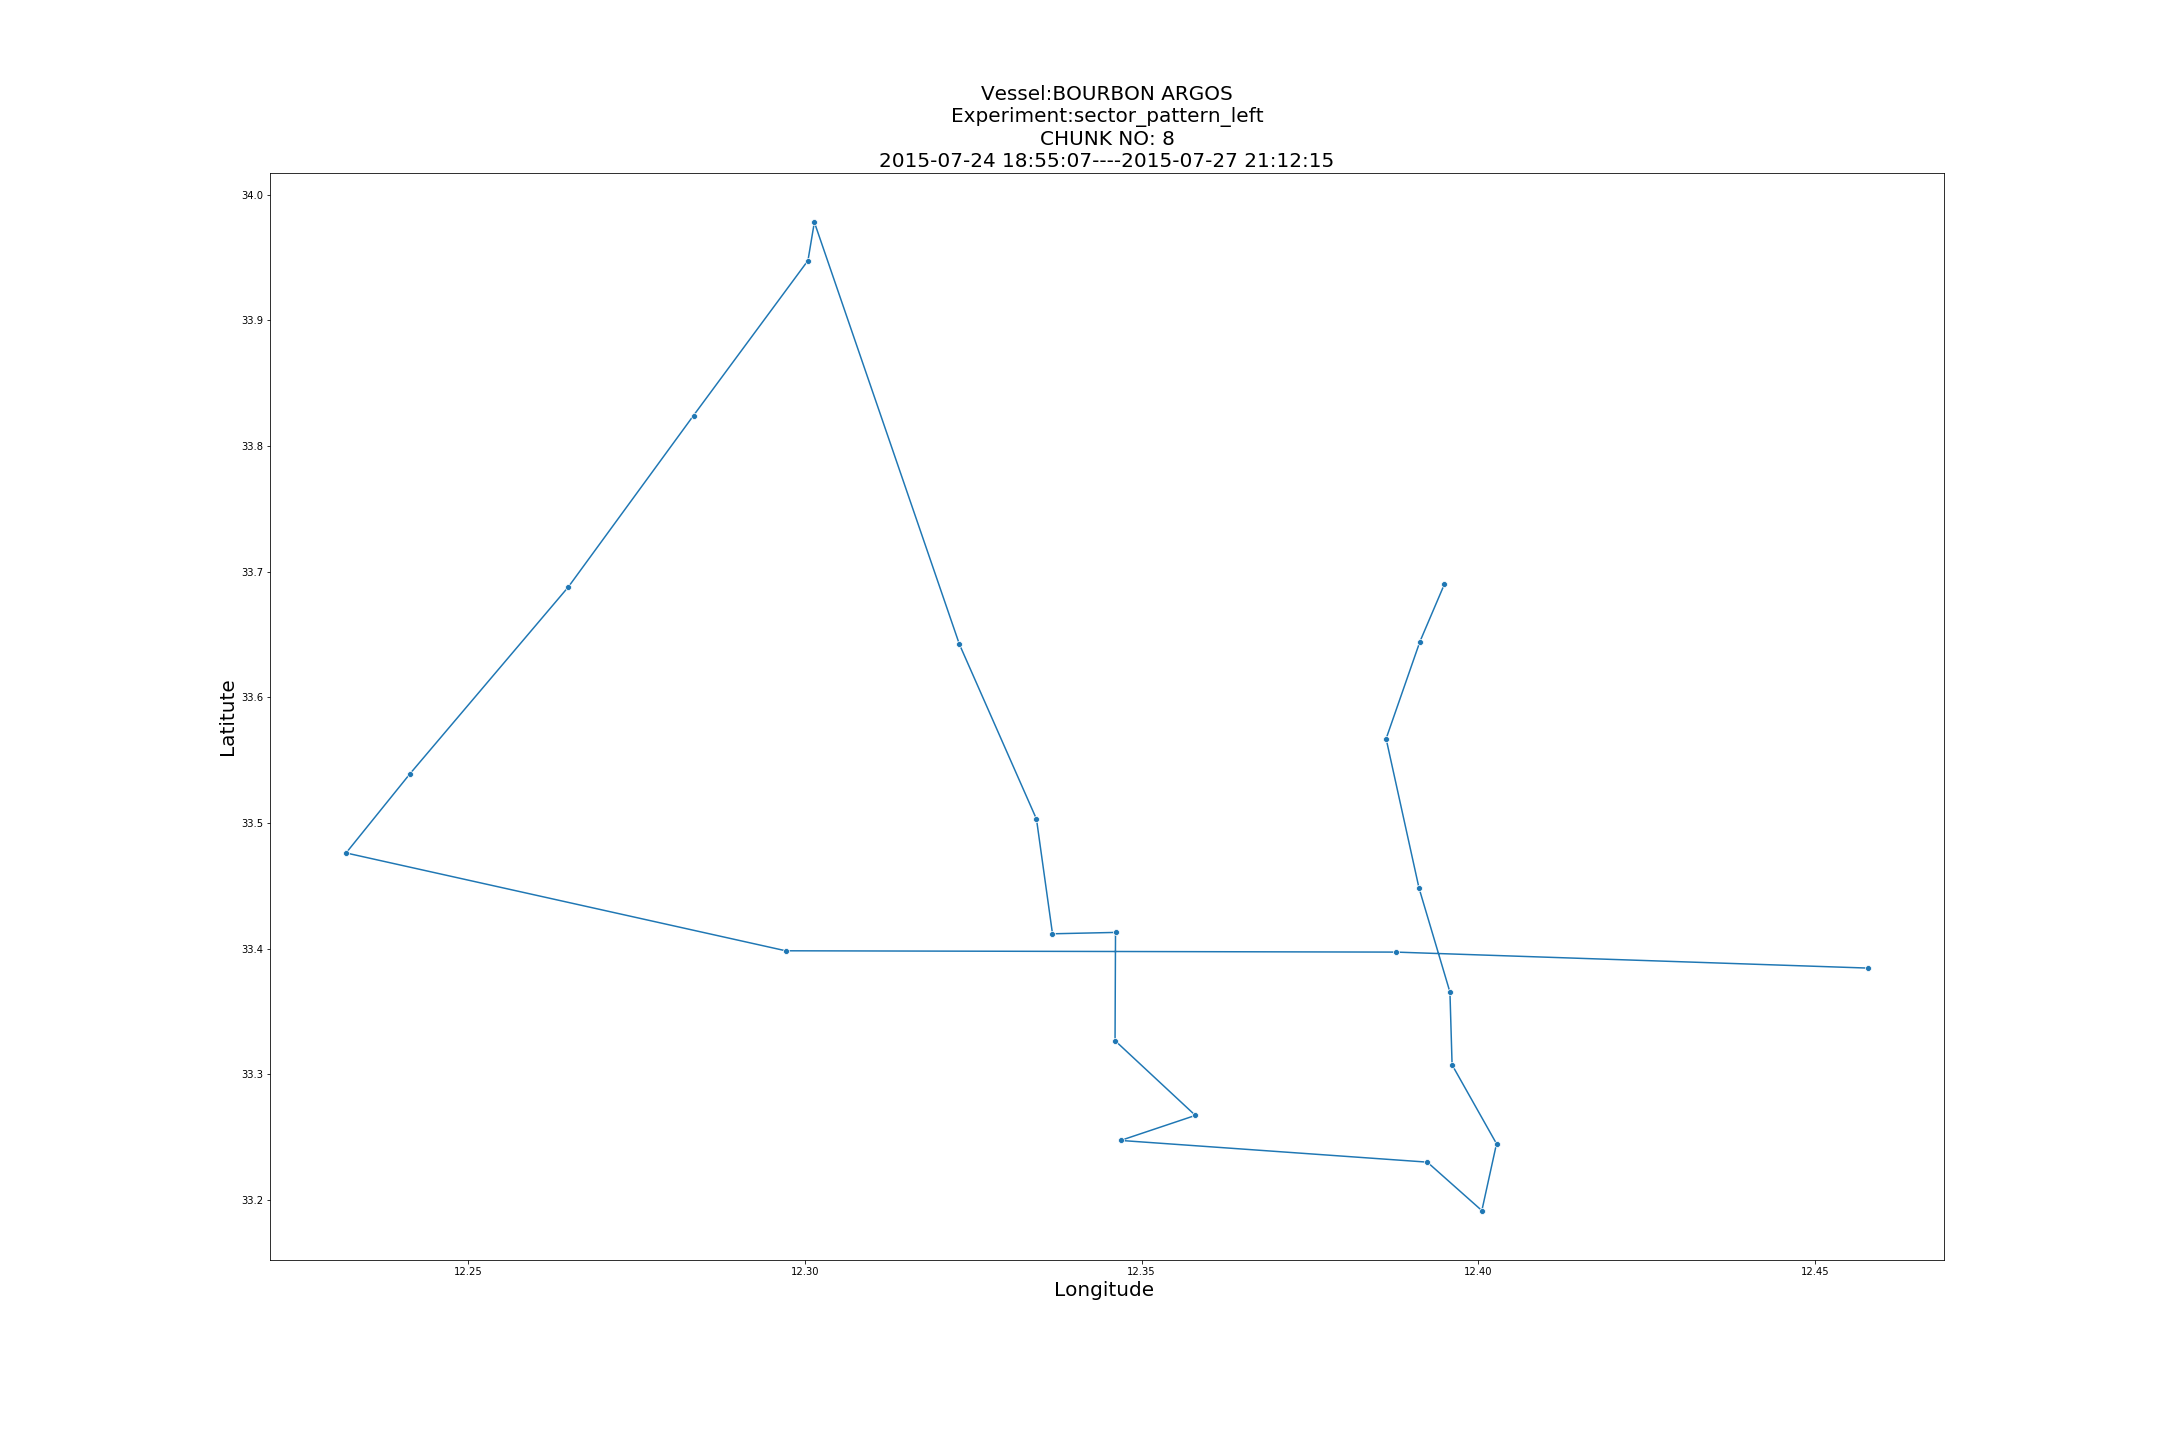 Vessel:BOURBON ARGOS
Experiment:sector_pattern_left
CHUNK NO: 8
2015-07-24 18:55:07----2015-07-27 21:12:15
34.0
33.9
33.8
33.7
33.6
33.5
33.4
33.3
33.2
Latitute
12.25
12.30
12.35
12.40
12.45
Longitude